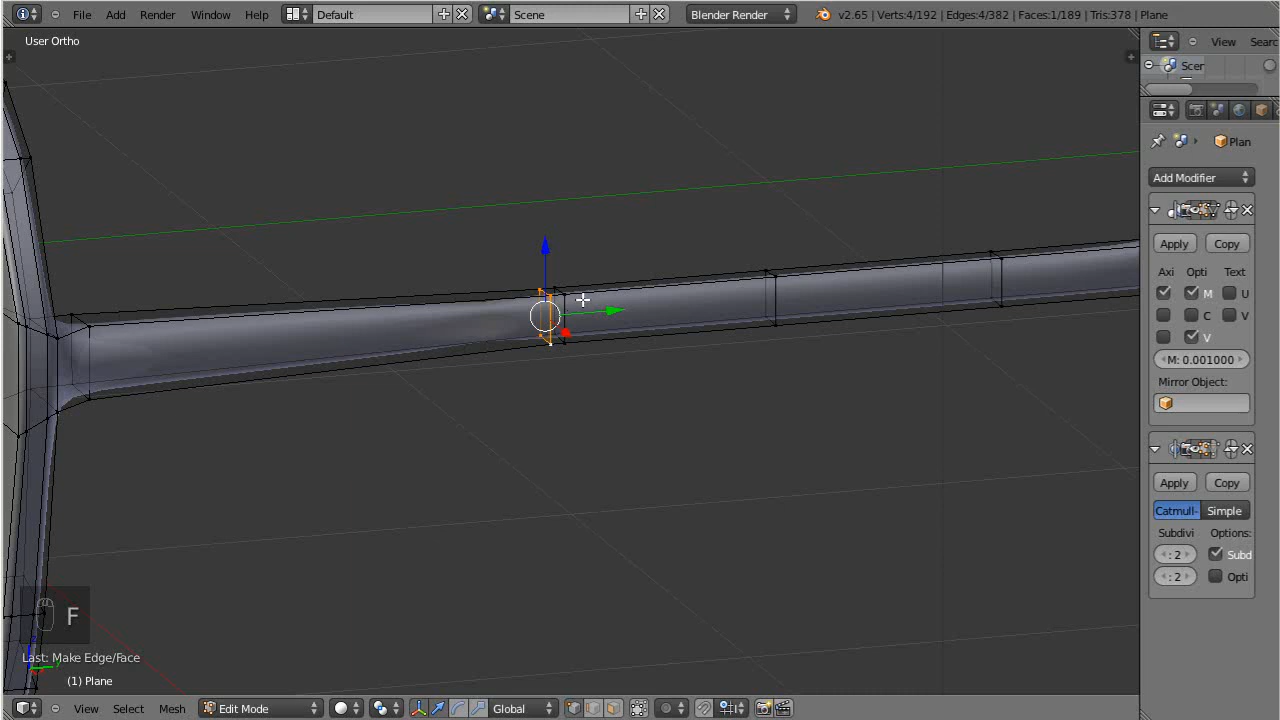 File Add Render Window Help Default Scene Blender Render v2.65 | Verts:4/192 | Edges:4/382 | Faces:1/189 | Tris:378 | Plane
User Ortho
View Searc
Scer
Plan
Add Modifier
Apply Copy
Axi Opti Text
M U
C V
V
M: 0.001000
Mirror Object:
Apply Copy
Catmull- Simple
Subdivi Options:
: 2 Subd
: 2 Opti
F
Last: Make Edge/Face
(1) Plane
View Select Mesh Edit Mode Global